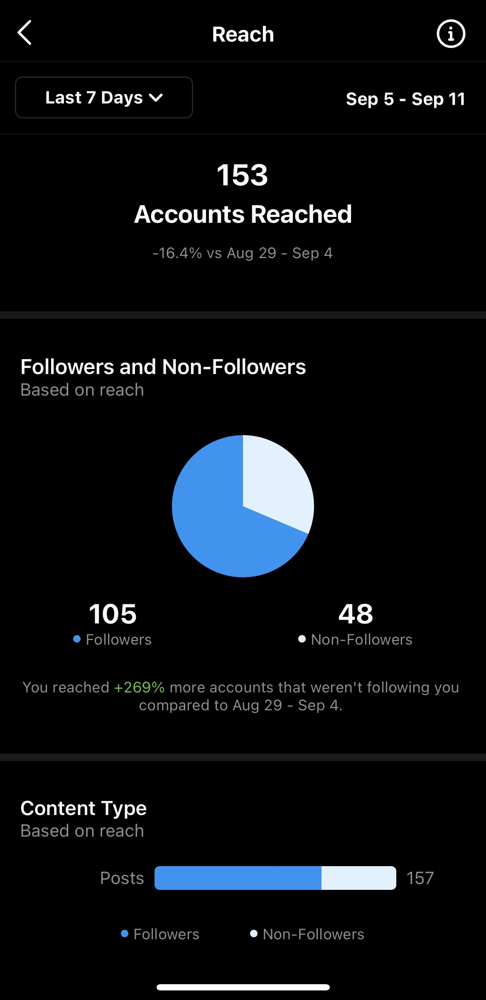 Reach
Last 7 Days
Sep 5 - Sep 11
153
Accounts Reached
-16.4% vs Aug 29 - Sep 4
Followers and Non-Followers
Based on reach
105
Followers
48
Non-Followers
You reached +269% more accounts that weren't following you
compared to Aug 29 - Sep 4.
Content Type
Based on reach
Posts 157
Followers Non-Followers